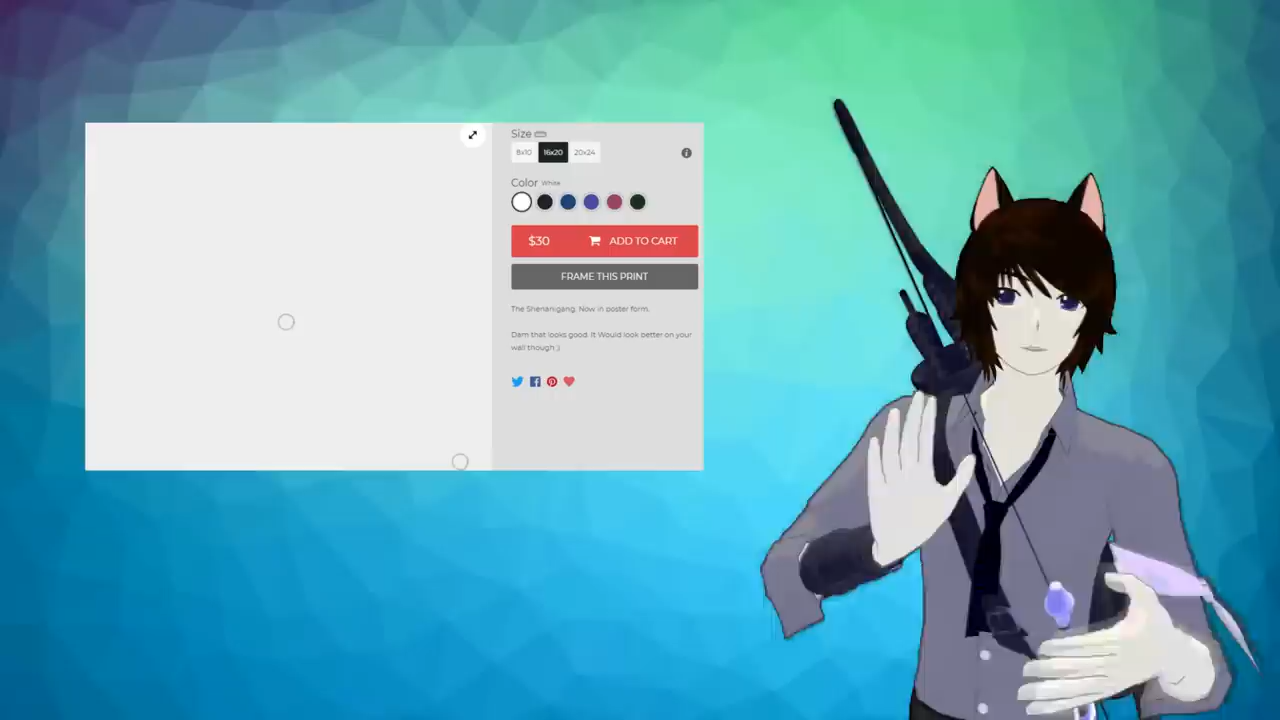 Size
8x10 16x20 20x24
Color White
$30 ADD TO CART
FRAME THIS PRINT
The Shenanigang. Now in poster form.
Dam that looks good. It Would look better on your
wall though ;)